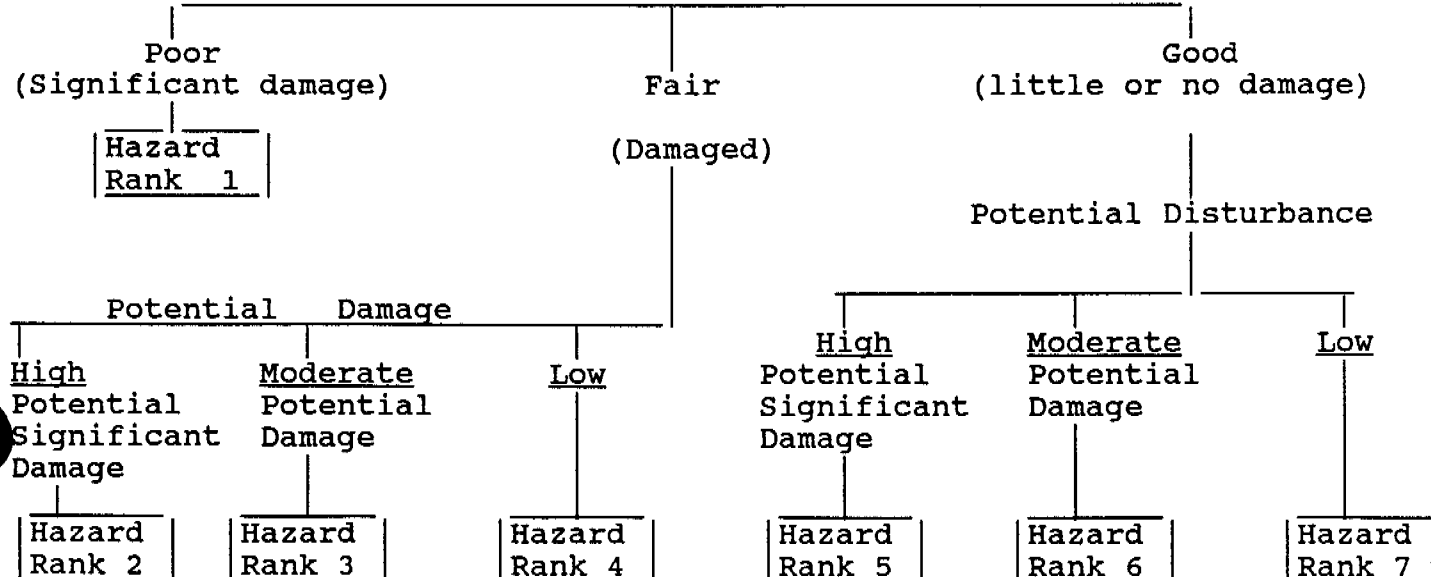 Poor
(Significant damage)
Hazard
Rank 1
Fair
(Damaged)
Good
(little or no damage)
Potential Disturbance
Potential Damage
High
Potential
Significant
Damage
Hazard
Rank 2
Moderate
Potential
Damage
Hazard
Rank 3
Low
Hazard
Rank 4
High
Potential
Significant
Damage
Hazard
Rank 5
Moderate
Potential
Damage
Hazard
Rank 6
Low
Hazard
Rank 7